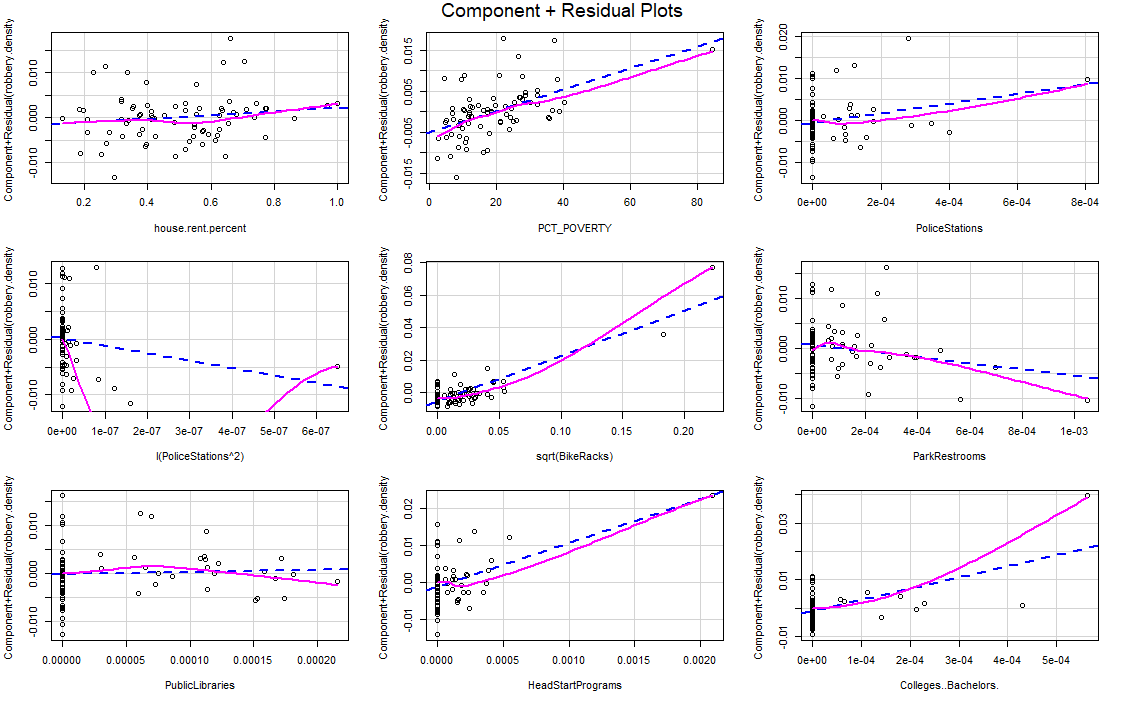 Component + Residual Plots
Component+Residual(robbery.density)
0.010
0.000
-0.010
0.2 0.4 0.6 0.8 1.0
house.rent.percent
Component+Residual(robbery.density)
0.015
0.005
-0.005
-0.015
0 20 40 60 80
PCT_POVERTY
Component+Residual(robbery.density)
0.020
0.010
0.000
-0.010
0e+00 2e-04 4e-04 6e-04 8e-04
PoliceStations
Component+Residual(robbery.density)
0.010
0.000
-0.010
0e+00 1e-07 2e-07 3e-07 4e-07 5e-07 6e-07
I(PoliceStations^2)
Component+Residual(robbery.density)
0.08
0.06
0.04
0.02
0.00
0.00 0.05 0.10 0.15 0.20
sqrt(BikeRacks)
Component+Residual(robbery.density)
0.010
0.000
-0.010
0e+00 2e-04 4e-04 6e-04 8e-04 1e-03
ParkRestrooms
Component+Residual(robbery.density)
0.010
0.000
-0.010
0.00000 0.00005 0.00010 0.00015 0.00020
PublicLibraries
Component+Residual(robbery.density)
0.02
0.01
0.00
-0.01
0.0000 0.0005 0.0010 0.0015 0.0020
HeadStartPrograms
Component+Residual(robbery.density)
0.03
0.01
-0.01
0e+00 1e-04 2e-04 3e-04 4e-04 5e-04
Colleges..Bachelors.